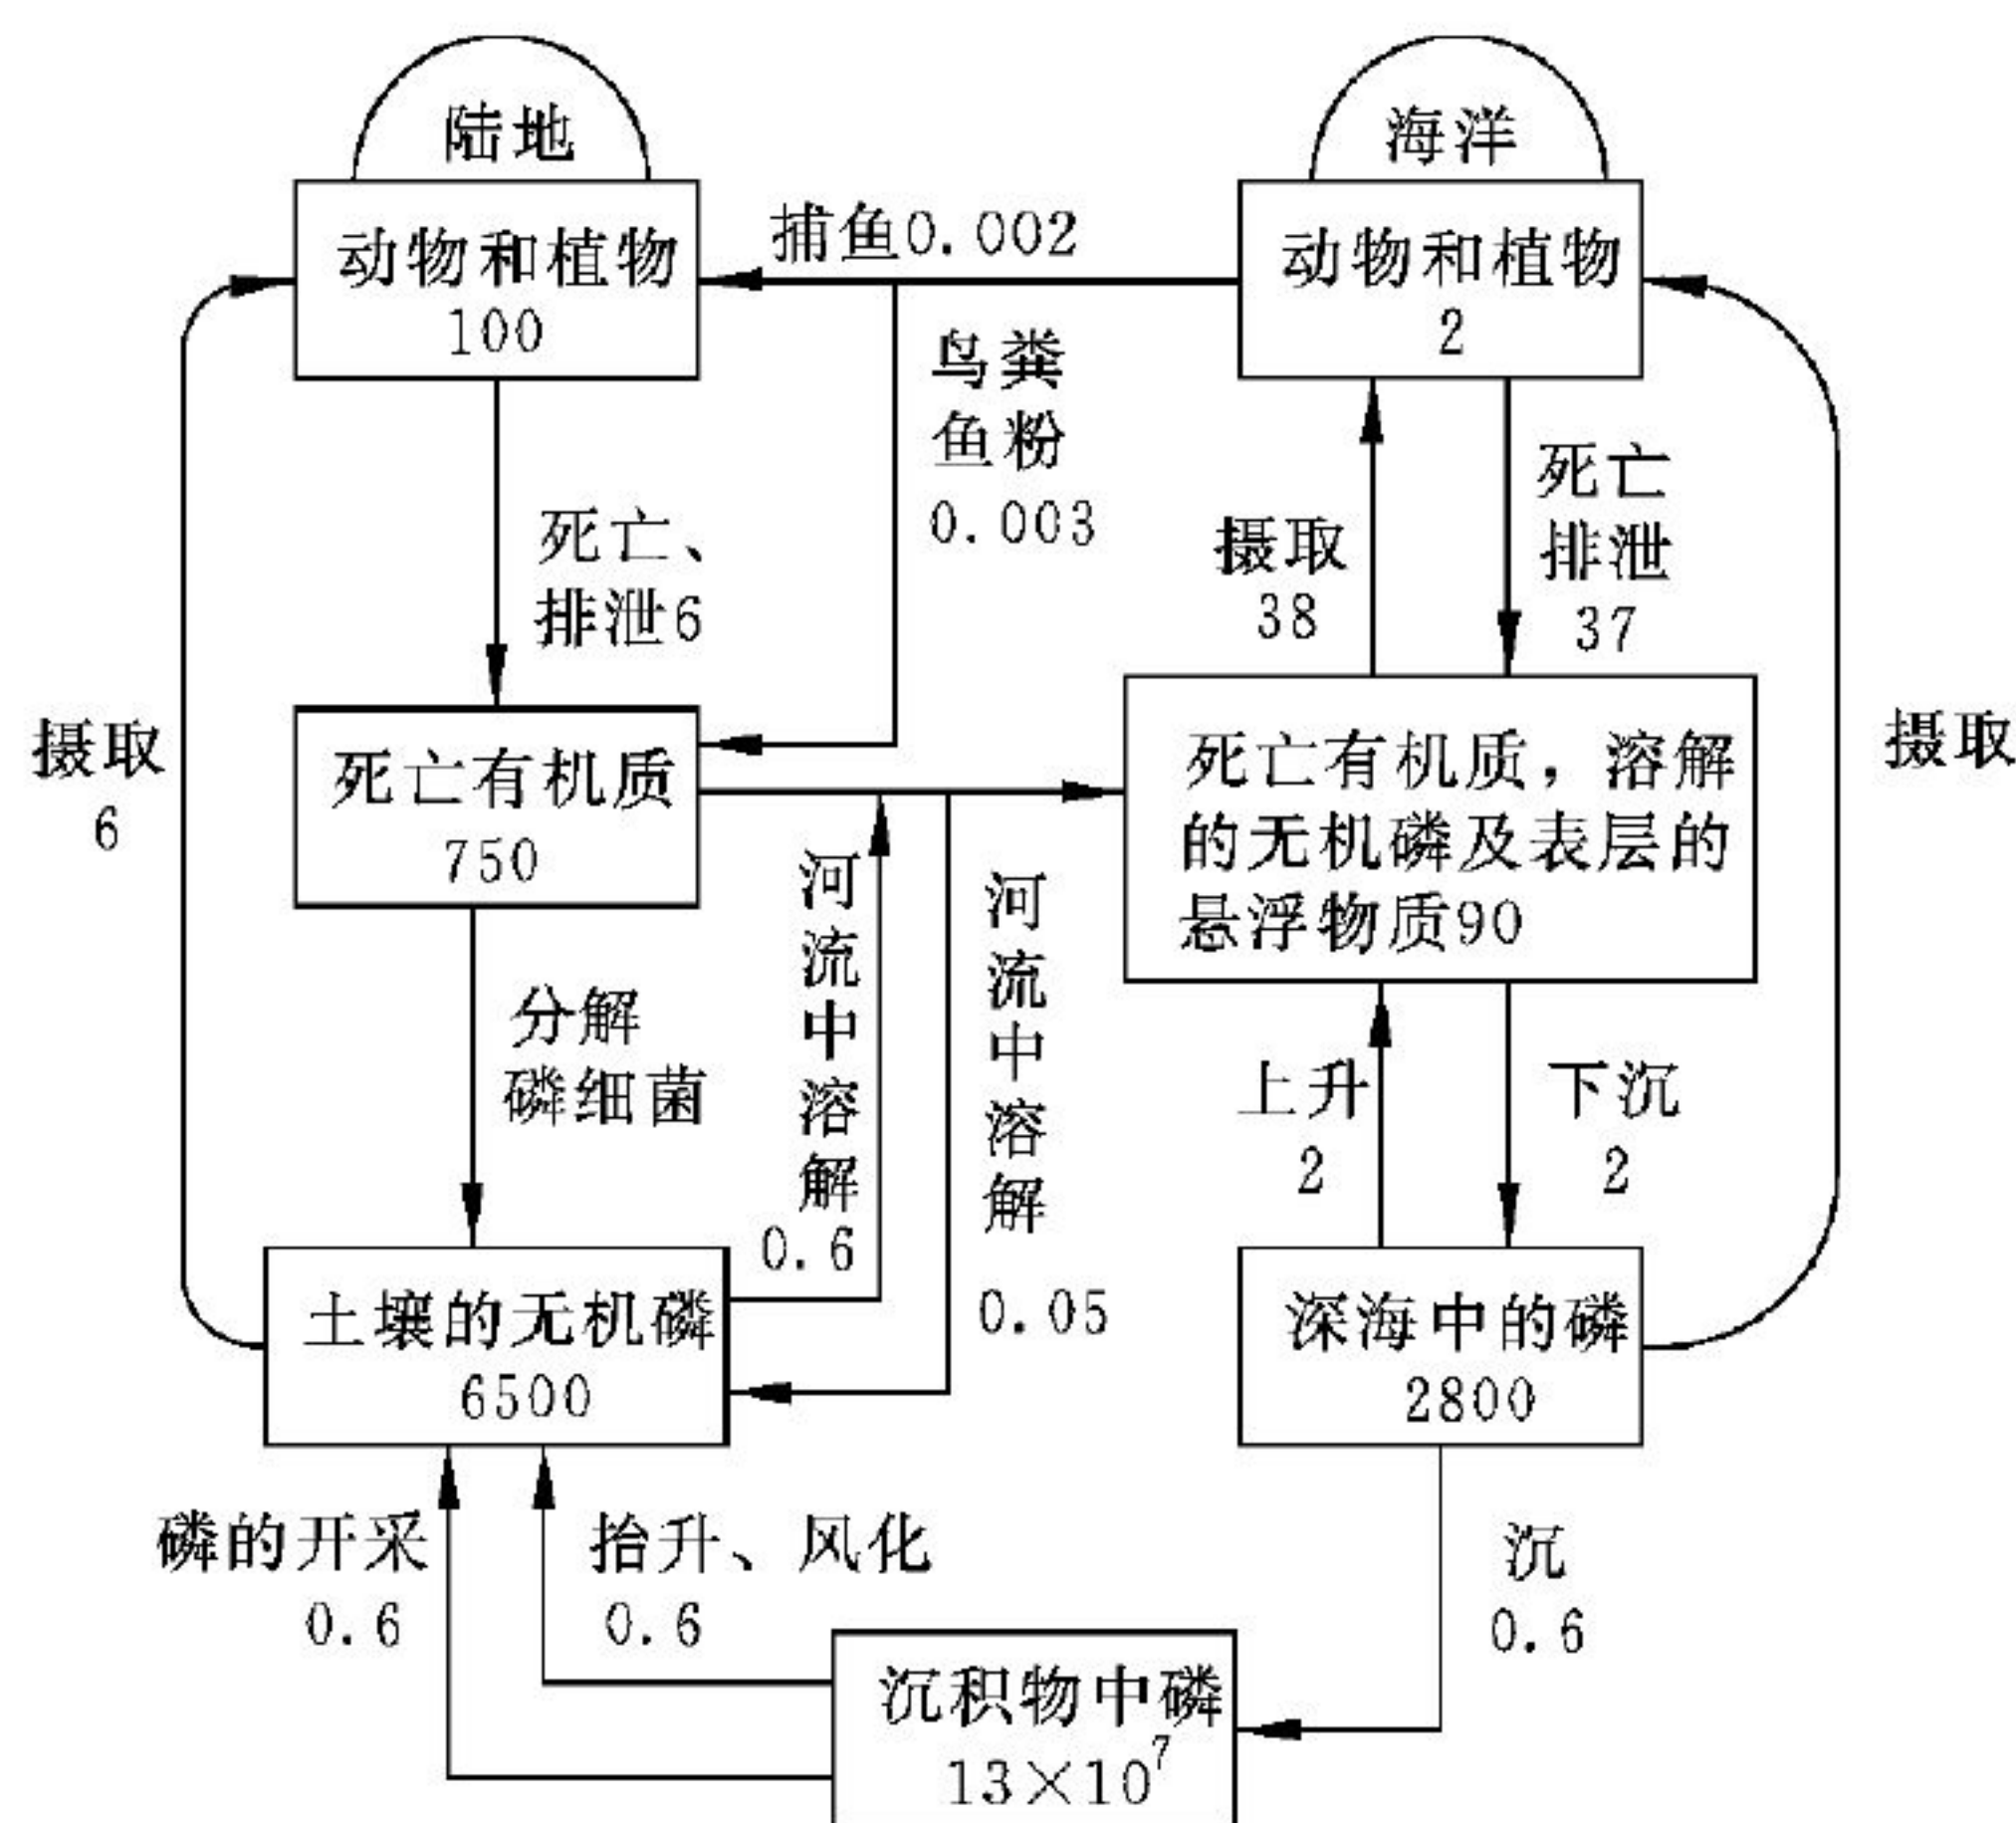 陆地
海洋
动物和植物
100
捕鱼0.002
动物和植物
2
鸟粪
鱼粉
0.003
死亡、
排泄6
摄取
38
死亡
排泄
37
摄取
6
摄取
死亡有机质
750
死亡有机质，溶解
的无机磷及表层的
悬浮物质90
分解
磷细菌
河流中溶解
0.6
河流中溶解
0.05
上升
2
下沉
2
土壤的无机磷
6500
深海中的磷
2800
磷的开采
0.6
抬升、风化
0.6
沉
0.6
沉积物中磷
13×10⁷